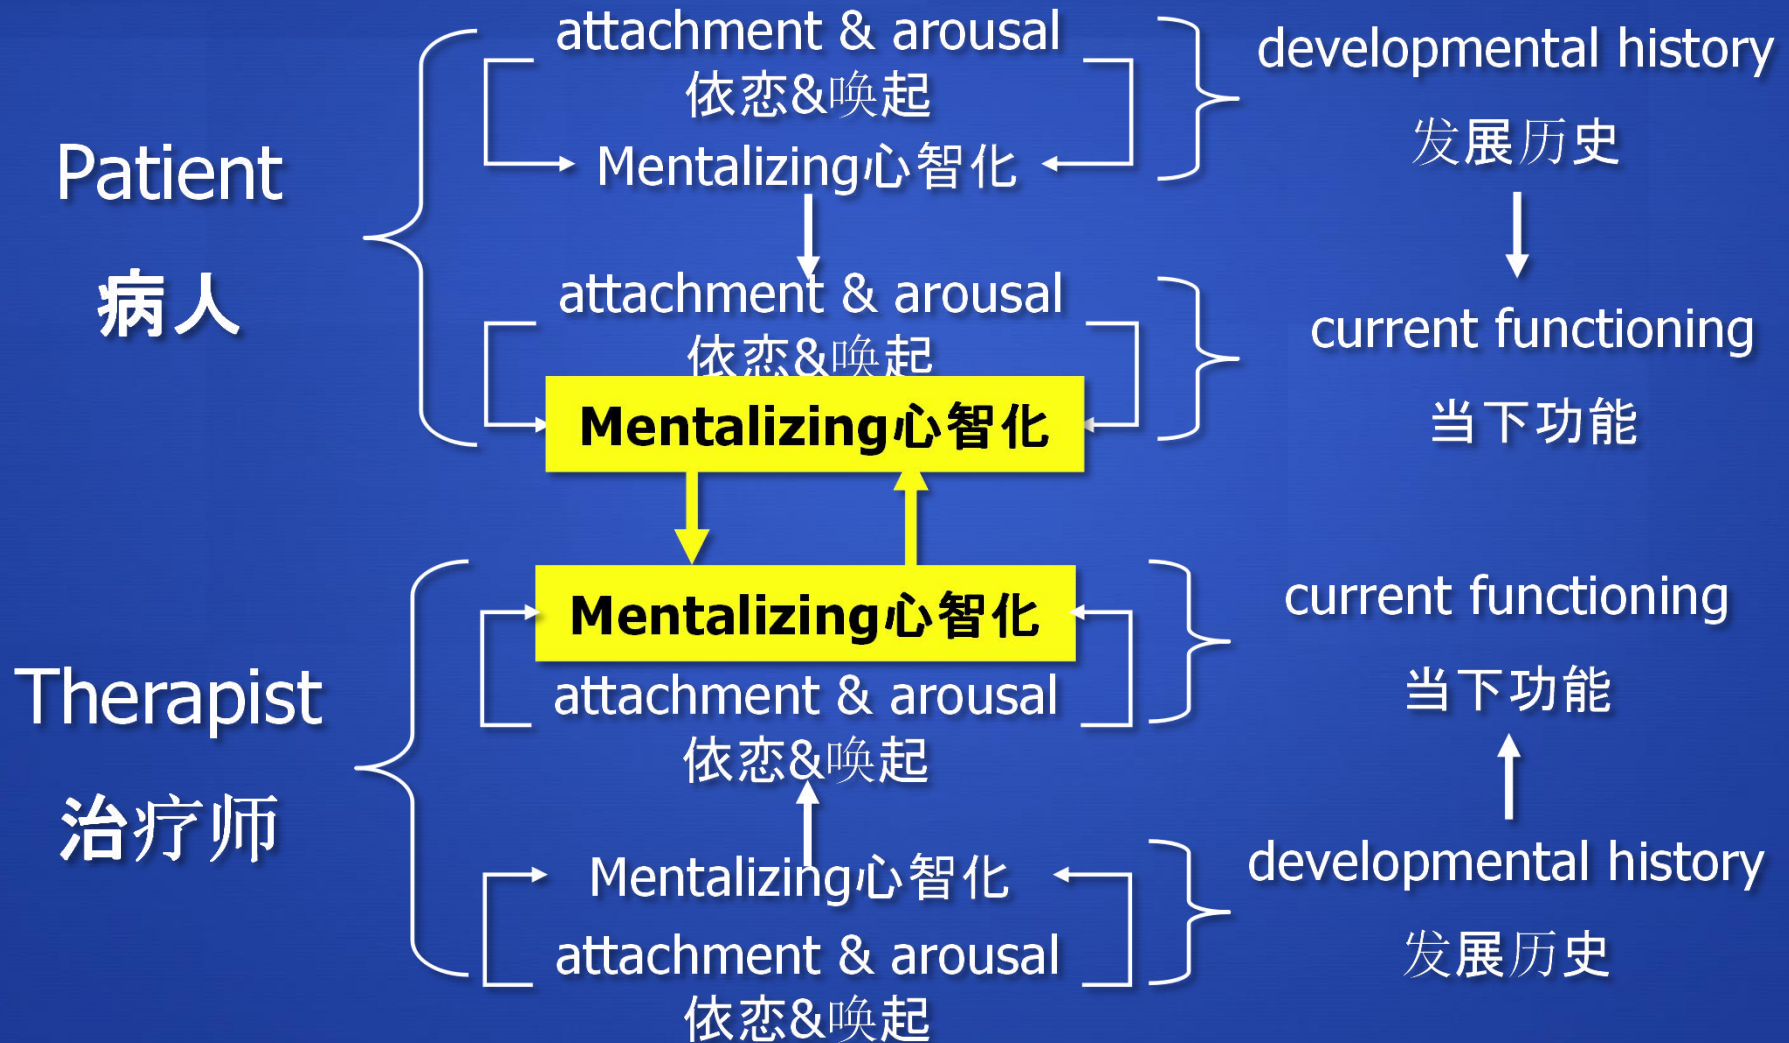 Patient
病人
attachment & arousal
依恋&唤起
Mentalizing心智化
developmental history
发展历史
attachment & arousal
依恋&唤起
Mentalizing心智化
current functioning
当下功能
Therapist
治疗师
Mentalizing心智化
attachment & arousal
依恋&唤起
current functioning
当下功能
Mentalizing心智化
attachment & arousal
依恋&唤起
developmental history
发展历史